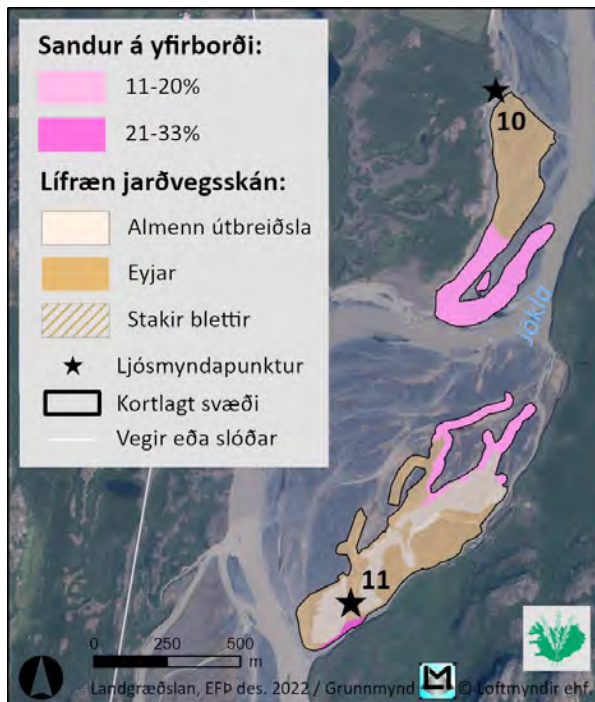 Sandur á yfirborði:
11-20%
21-33%
Lífræn jarðvegsskán:
Almenn útbreiðsla
Eyjar
Stakir blettir
Ljósmyndapunktur
Kortlagt svæði
Vegir eða slóðar
10
Jökla
11
0 250 500
m
Landgræðslan, EFÞ des. 2022 / Grunnmynd © Loftmyndir ehf.